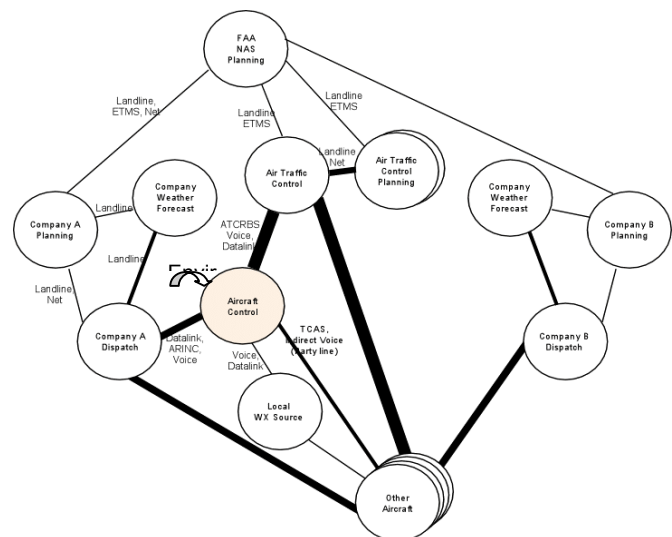 FAA
NAS
Planning
Landline,
ETMS, Net
Landline
ETMS
Landline
ETMS
Air Traffic
Control
Landline
Net
Air Traffic
Control
Planning
Company
Weather
Forecast
Landline
Company A
Planning
Company
Weather
Forecast
Company B
Planning
ATCRBS
Voice,
Datalink
Landline
Landline,
Net
Envir
Aircraft
Control
Company A
Dispatch
Datalink,
ARINC,
Voice
Voice,
Datalink
TCAS,
Indirect Voice
(Party line)
Company B
Dispatch
Local
WX Source
Other
Aircraft